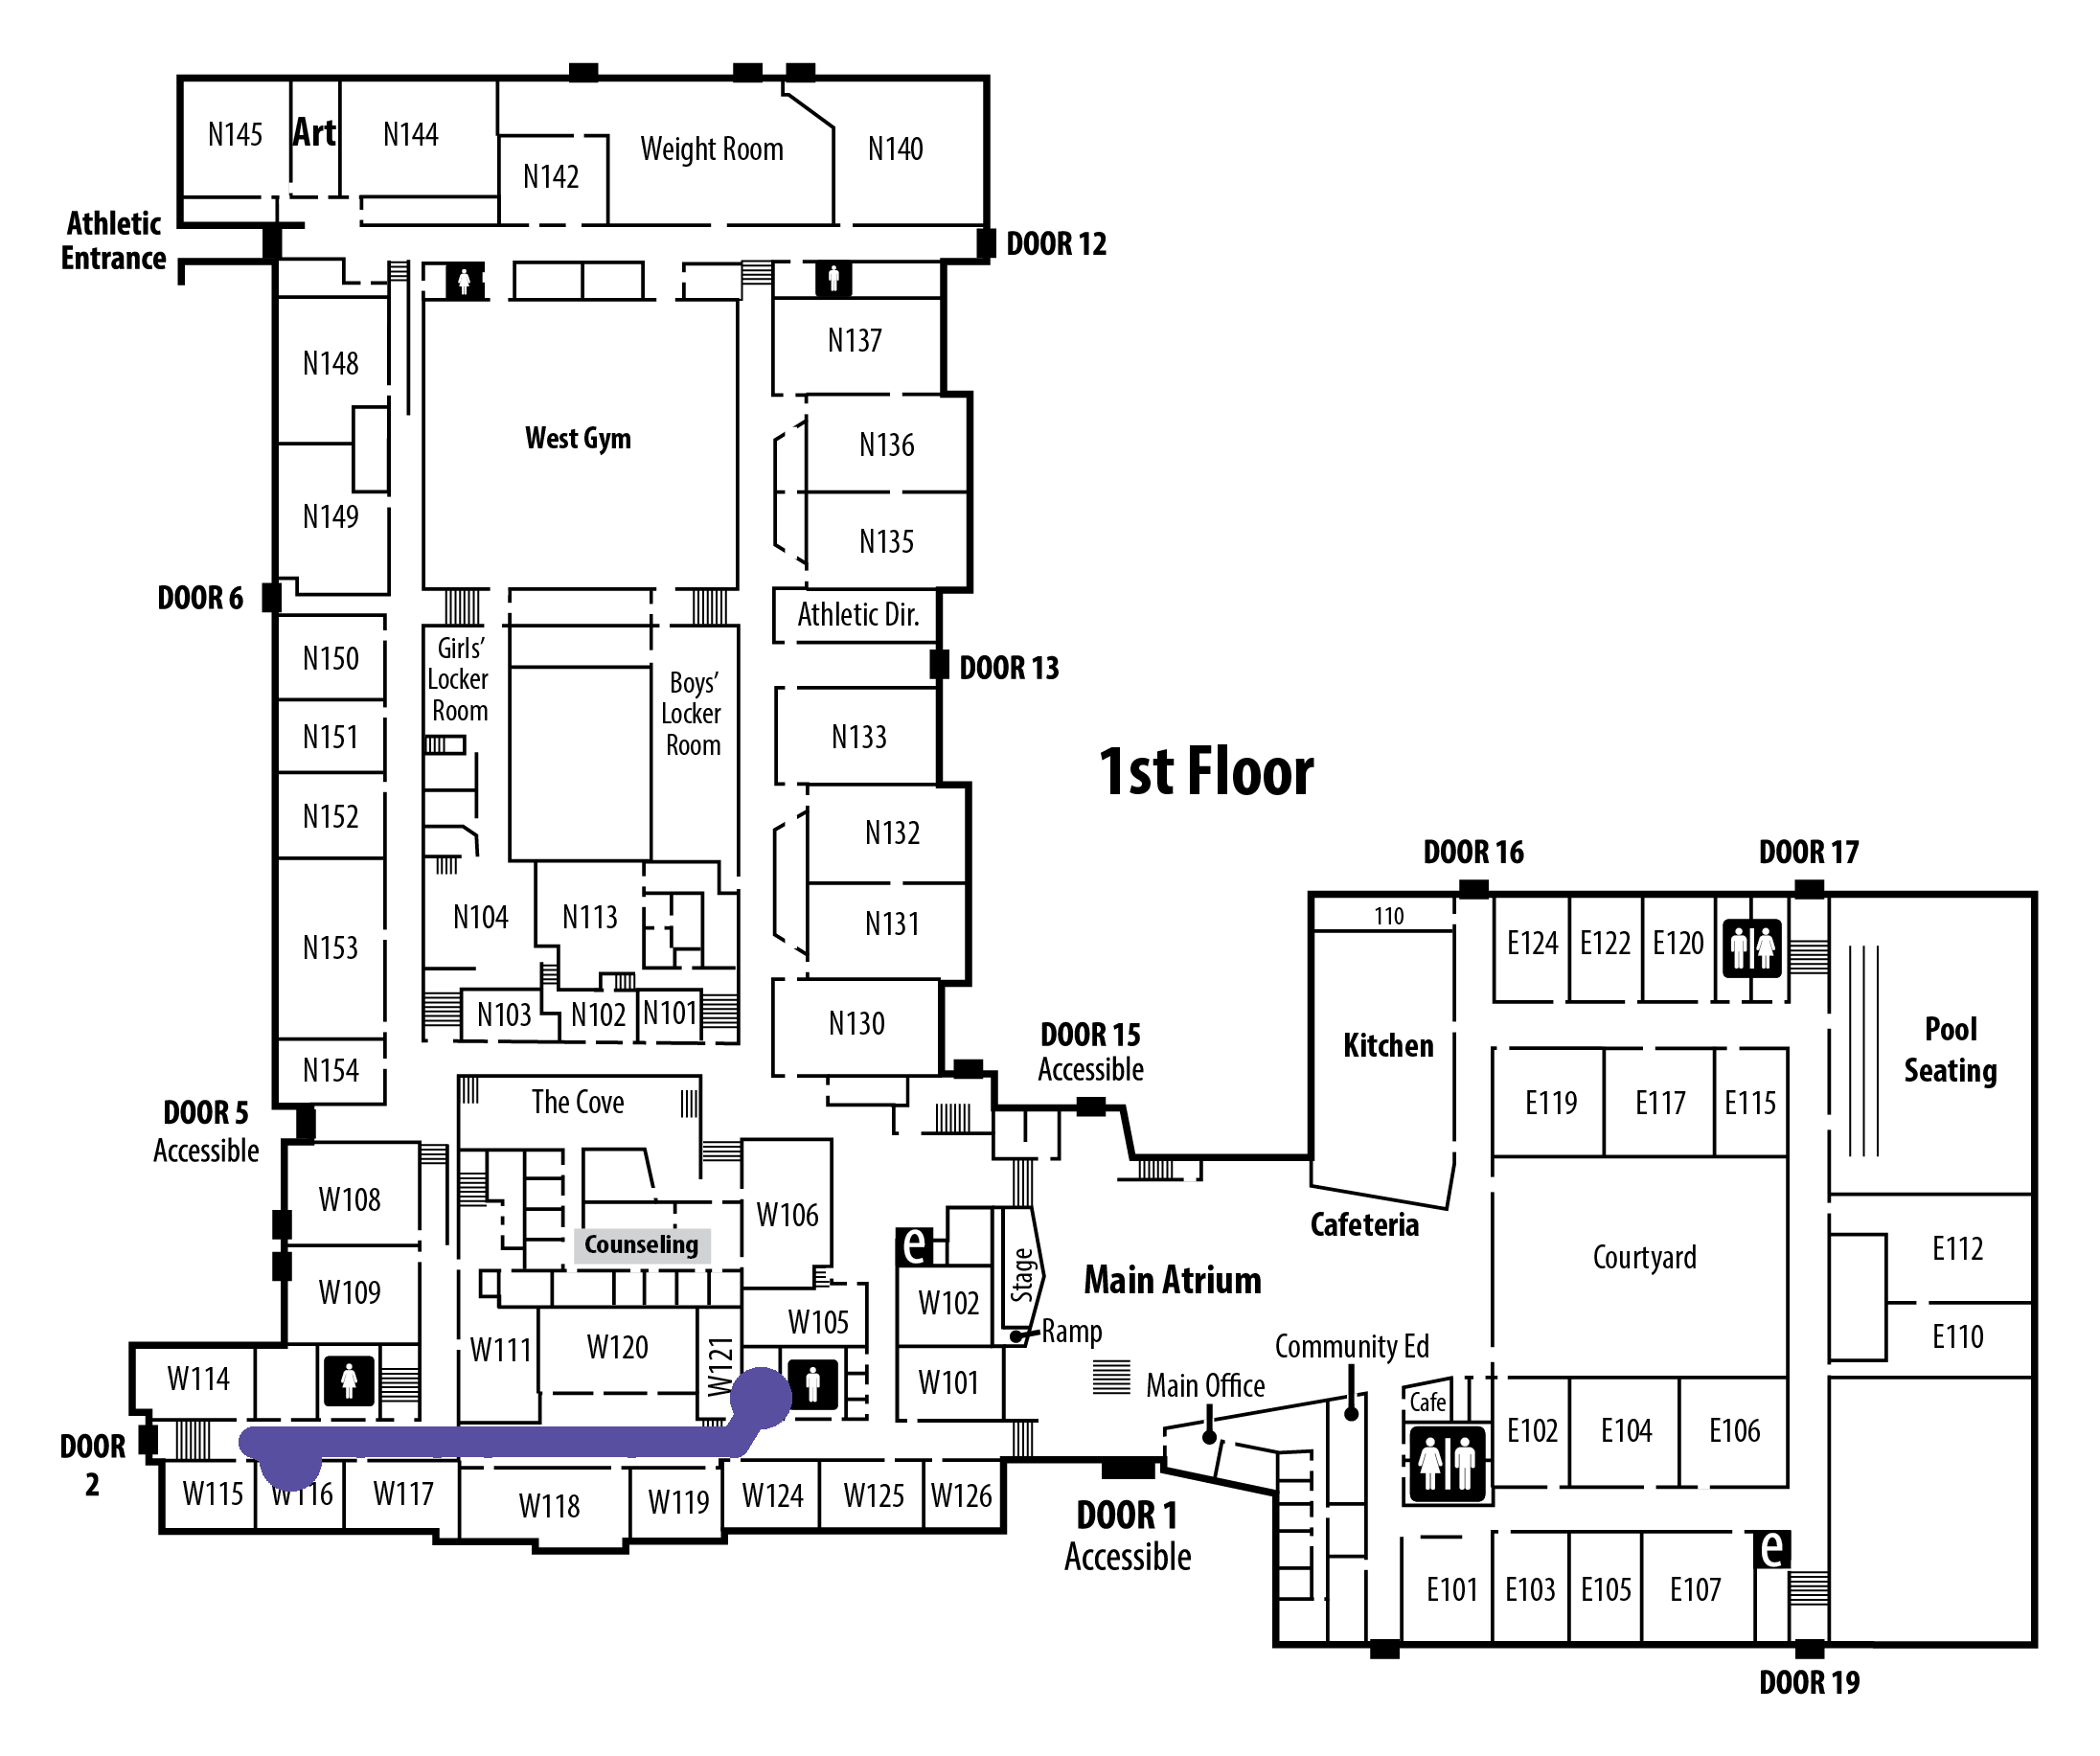 N145
Art
N144
N142
Weight Room
N140
Athletic
Entrance
DOOR 12
N148
N137
West Gym
N136
N149
N135
DOOR 6
Athletic Dir.
N150
Girls’
Locker
Room
Boys’
Locker
Room
DOOR 13
N151
N133
1st Floor
N152
N132
N104
N113
N131
N153
N103
N102
N101
N130
N154
The Cove
DOOR 5
Accessible
DOOR 15
Accessible
DOOR 16
DOOR 17
110
E124
E122
E120
Kitchen
Pool
Seating
E119
E117
E115
W108
W106
Counseling
e
Cafeteria
Courtyard
E112
W109
W102
Stage
Main Atrium
W105
Ramp
E110
W111
W120
W121
Community Ed
W114
W101
Main Office
Cafe
DOOR
2
E102
E104
E106
W115
W116
W117
W118
W119
W124
W125
W126
DOOR 1
Accessible
e
E101
E103
E105
E107
DOOR 19